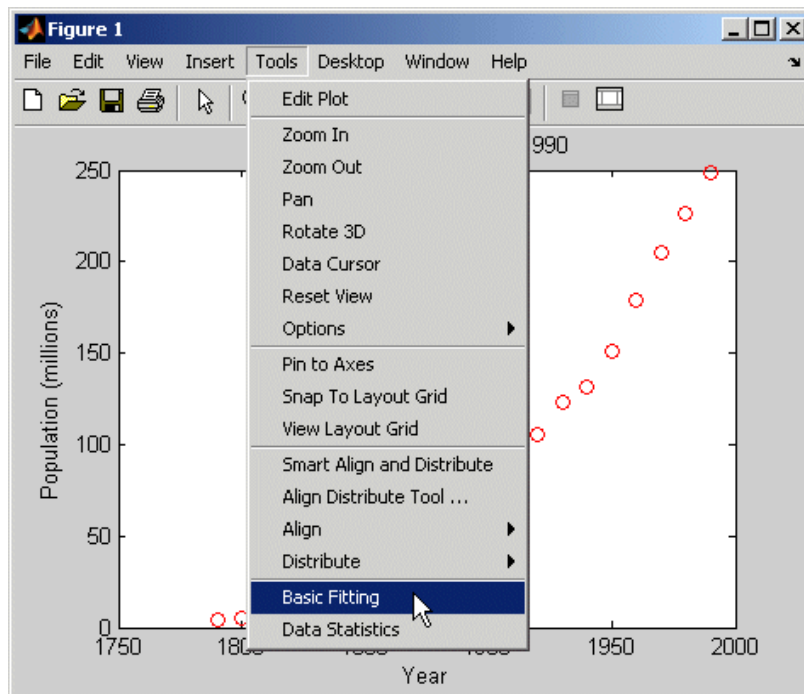 Figure 1
File Edit View Insert Tools Desktop Window Help
Edit Plot
Zoom In
Zoom Out
Pan
Rotate 3D
Data Cursor
Reset View
Options
Pin to Axes
Snap To Layout Grid
View Layout Grid
Smart Align and Distribute
Align Distribute Tool ...
Align
Distribute
Basic Fitting
Data Statistics
990
250
200
150
100
50
0
Population (millions)
1750 1950 2000
Year